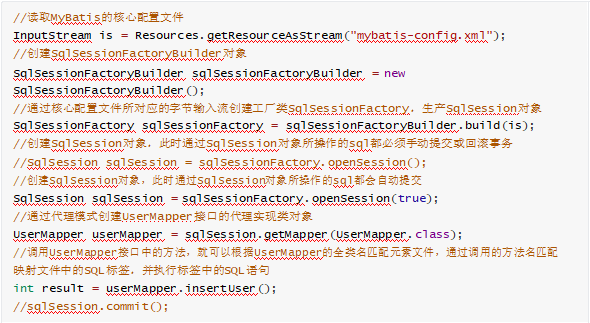 //读取MyBatis的核心配置文件
InputStream is = Resources.getResourceAsStream("mybatis-config.xml");
//创建SqlSessionFactoryBuilder对象
SqlSessionFactoryBuilder sqlSessionFactoryBuilder = new
SqlSessionFactoryBuilder();
//通过核心配置文件所对应的字节输入流创建工厂类SqlSessionFactory，生产SqlSession对象
SqlSessionFactory sqlSessionFactory = sqlSessionFactoryBuilder.build(is);
//创建SqlSession对象，此时通过SqlSession对象所操作的sql都必须手动提交或回滚事务
//SqlSession sqlSession = sqlSessionFactory.openSession();
//创建SqlSession对象，此时通过SqlSession对象所操作的sql都会自动提交
SqlSession sqlSession = sqlSessionFactory.openSession(true);
//通过代理模式创建UserMapper接口的代理实现类对象
UserMapper userMapper = sqlSession.getMapper(UserMapper.class);
//调用UserMapper接口中的方法，就可以根据UserMapper的全类名匹配元素文件，通过调用的方法名匹配
映射文件中的SQL标签，并执行标签中的SQL语句
int result = userMapper.insertUser();
//sqlSession.commit();